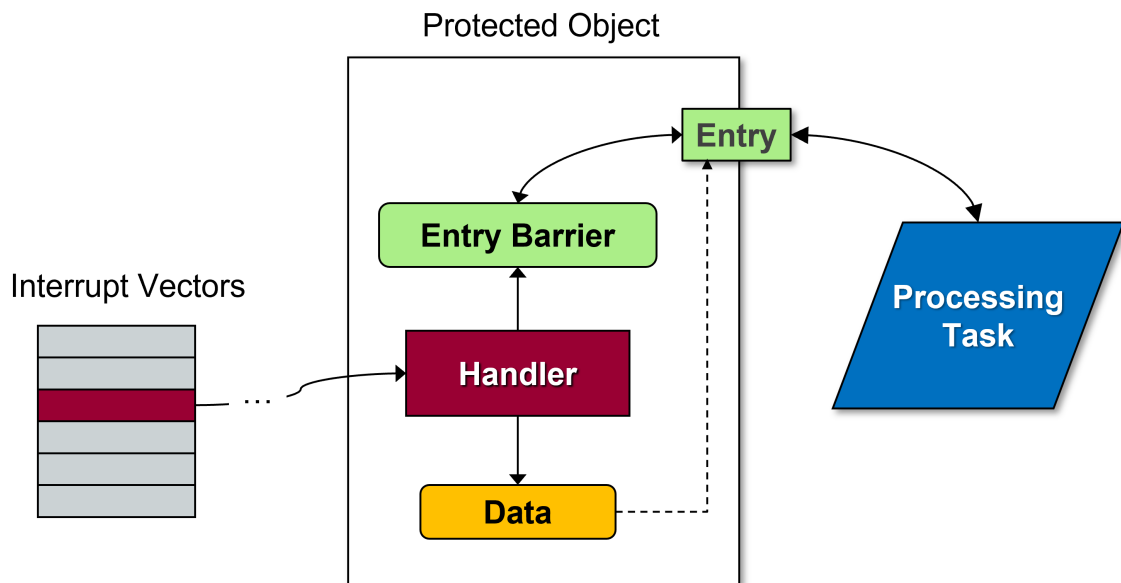 Protected Object
Entry
Entry Barrier
Interrupt Vectors
Processing
Task
Handler
...
Data